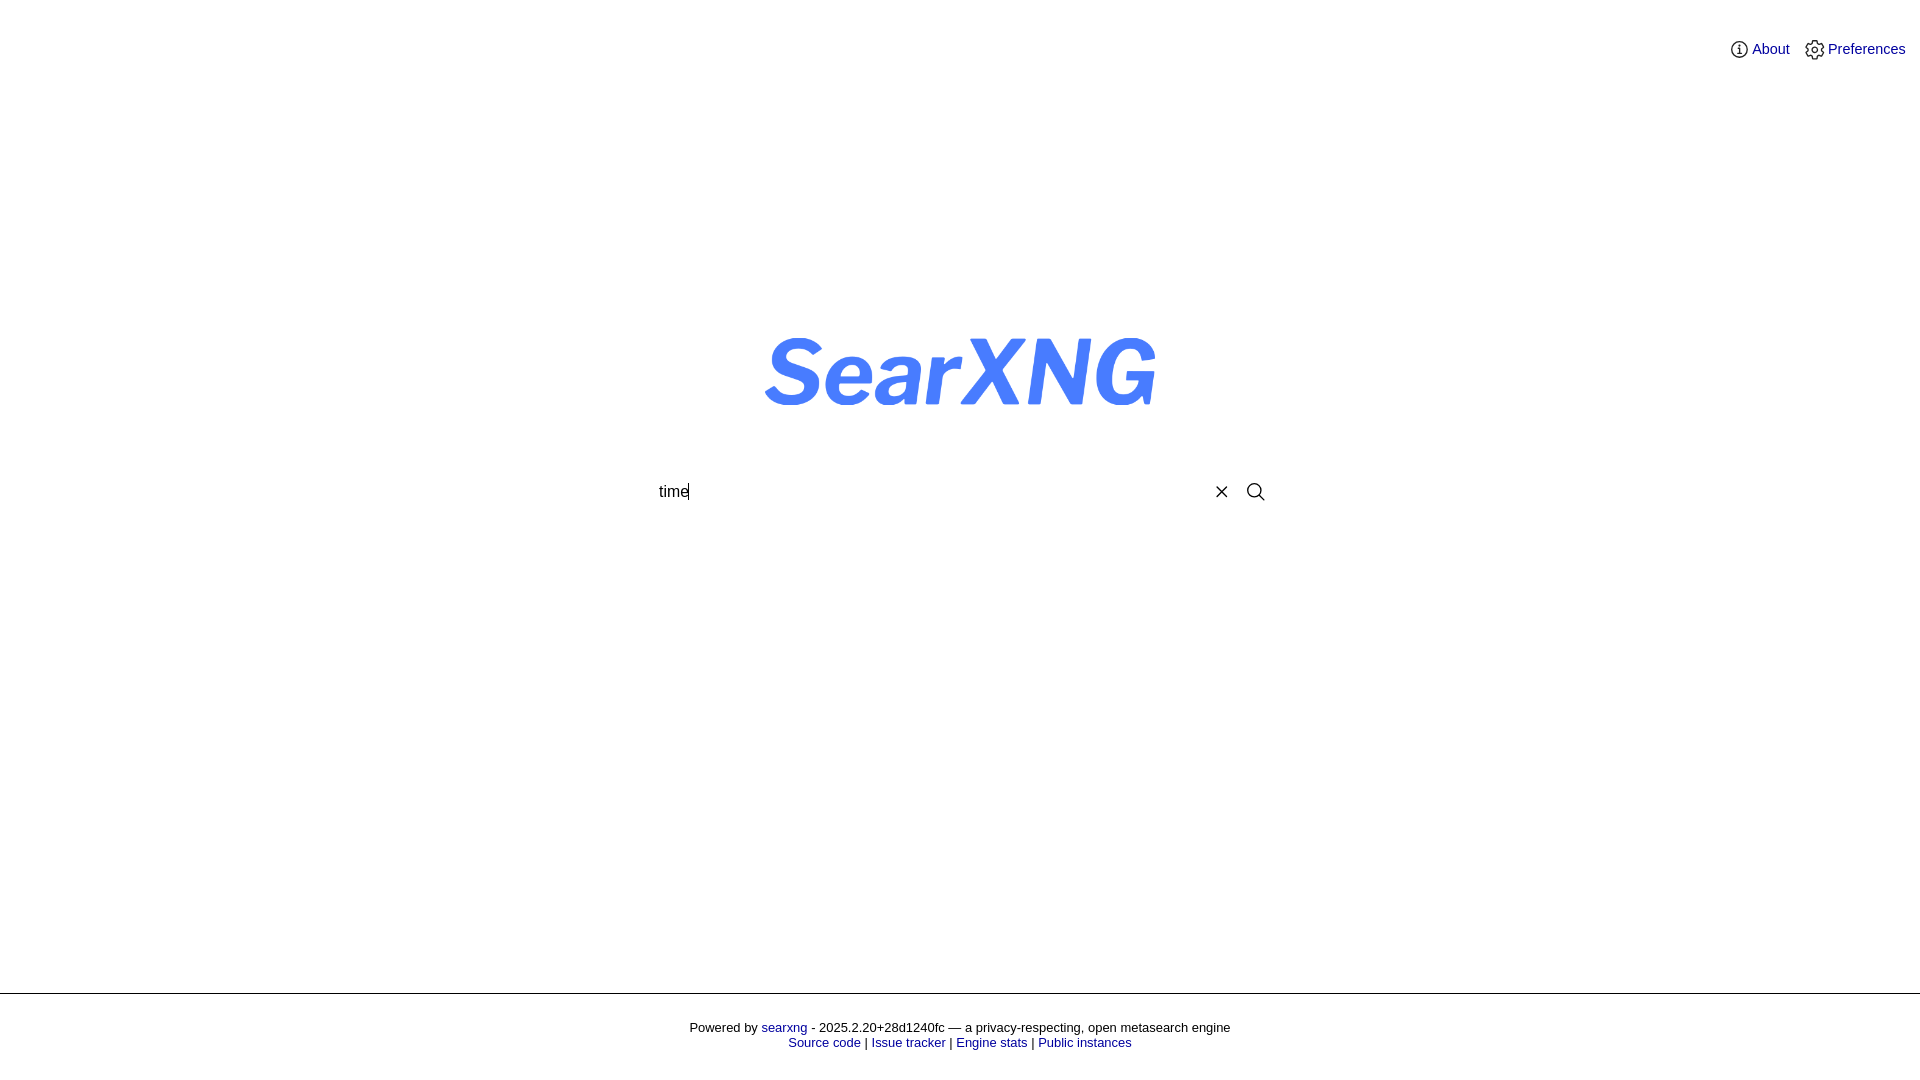 About Preferences
SearXNG
time
Powered by searxng - 2025.2.20+28d1240fc — a privacy-respecting, open metasearch engine
Source code | Issue tracker | Engine stats | Public instances